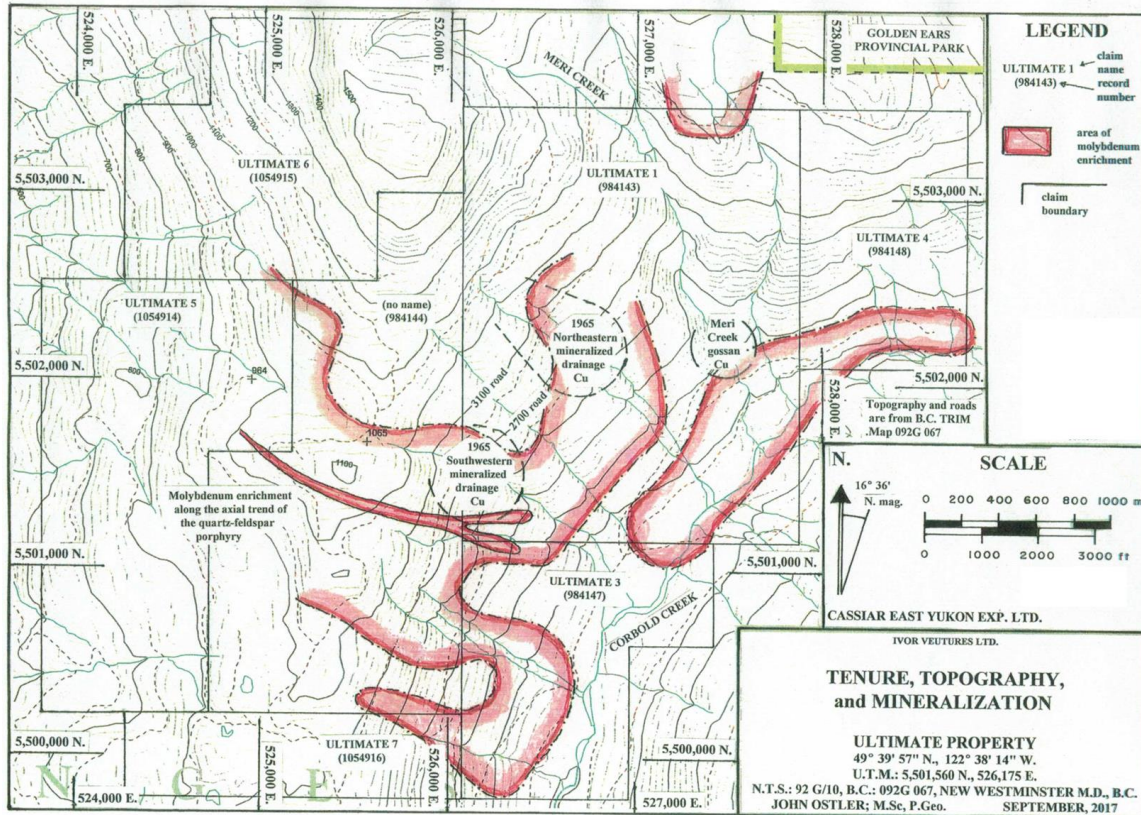 524,000 E.
525,000 E.
526,000 E.
527,000 E.
528,000 E.
GOLDEN EARS
PROVINCIAL PARK
MERI CREEK
ULTIMATE 6
(1054915)
ULTIMATE 1
(984143)
5,503,000 N.
5,503,000 N.
ULTIMATE 4
(984148)
ULTIMATE 5
(1054914)
(no name)
(984144)
1965
Northeastern
mineralized
drainage
Cu
Meri
Creek
gossan
Cu
5,502,000 N.
5,502,000 N.
528,000 E.
964
3100 road
2700 road
Topography and roads
are from B.C. TRIM
Map 092G 067
1065
1100
1965
Southwestern
mineralized
drainage
Cu
Molybdenum enrichment
along the axial trend of
the quartz-feldspar
porphyry
5,501,000 N.
5,501,000 N.
ULTIMATE 3
(984147)
CORBOLD CREEK
5,500,000 N.
5,500,000 N.
ULTIMATE 7
(1054916)
N G E
524,000 E.
525,000 E.
526,000 E.
527,000 E.
LEGEND
ULTIMATE 1
(984143)
claim
name
record
number
area of
molybdenum
enrichment
claim
boundary
N.
16° 36'
N. mag.
SCALE
0 200 400 600 800 1000 m
0 1000 2000 3000 ft
CASSIAR EAST YUKON EXP. LTD.
IVOR VEUTURES LTD.
TENURE, TOPOGRAPHY,
and MINERALIZATION
ULTIMATE PROPERTY
49° 39' 57" N., 122° 38' 14" W.
U.T.M.: 5,501,560 N., 526,175 E.
N.T.S.: 92 G/10, B.C.: 092G 067, NEW WESTMINSTER M.D., B.C.
JOHN OSTLER; M.Sc, P.Geo. SEPTEMBER, 2017